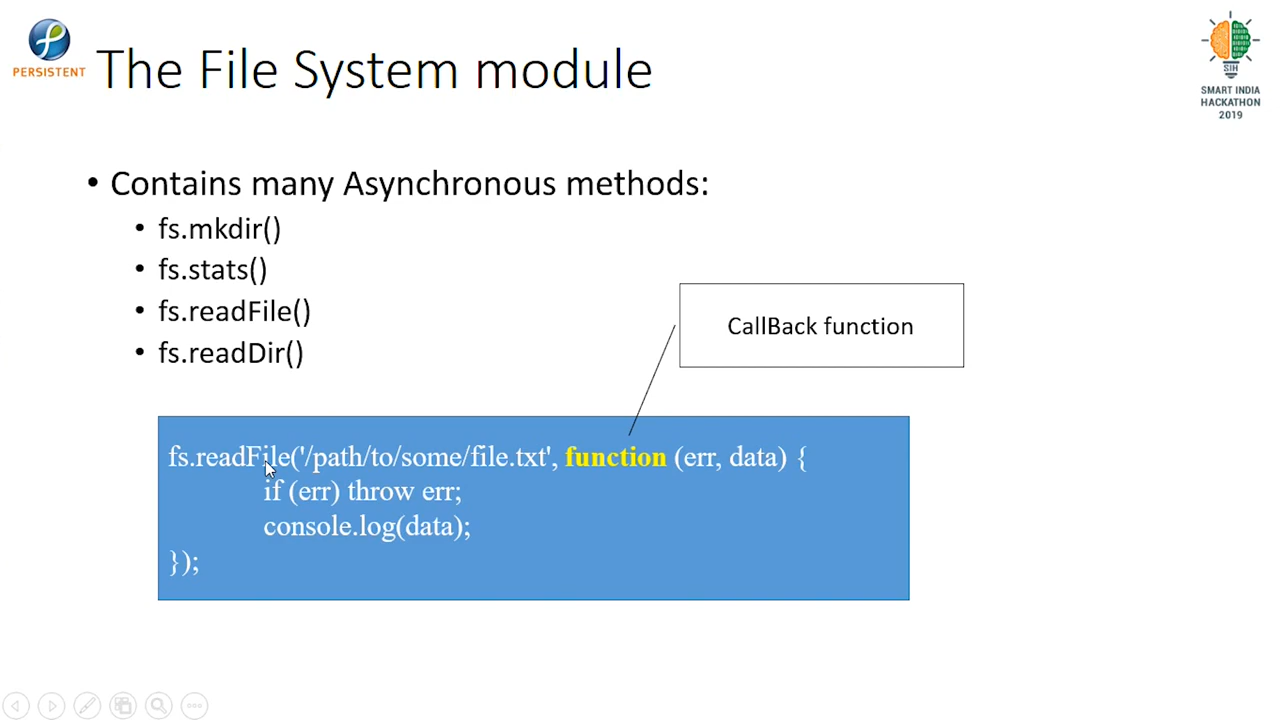 PERSISTENT
The File System module
SIH
SMART INDIA
HACKATHON
2019
• Contains many Asynchronous methods:
• fs.mkdir()
• fs.stats()
• fs.readFile()
• fs.readDir()
CallBack function
fs.readFile('/path/to/some/file.txt', function (err, data) {
if (err) throw err;
console.log(data);
});